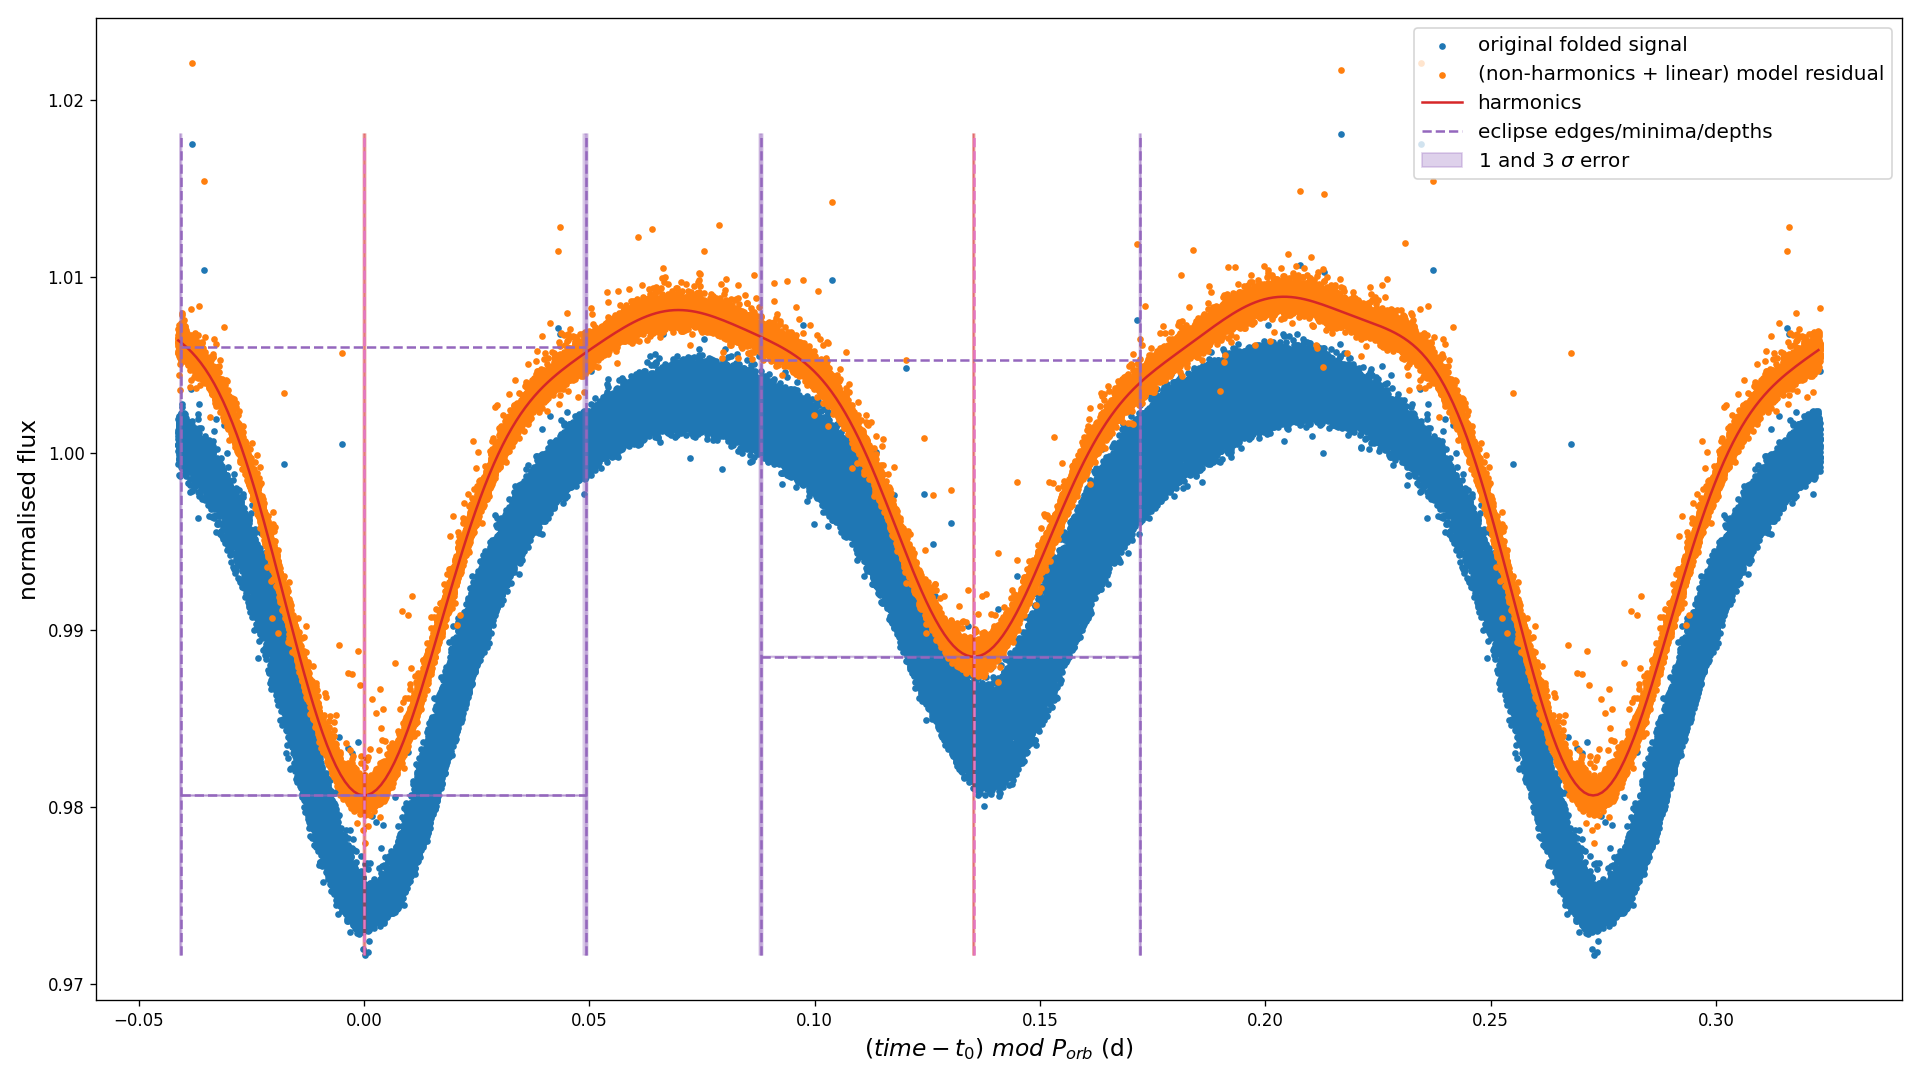 original folded signal
(non-harmonics + linear) model residual
harmonics
eclipse edges/minima/depths
1 and 3 σ error
1.02
1.01
1.00
0.99
0.98
0.97
normalised flux
−0.05
0.00
0.05
0.10
0.15
0.20
0.25
0.30
(time − t₀) mod Pₒᵣb (d)